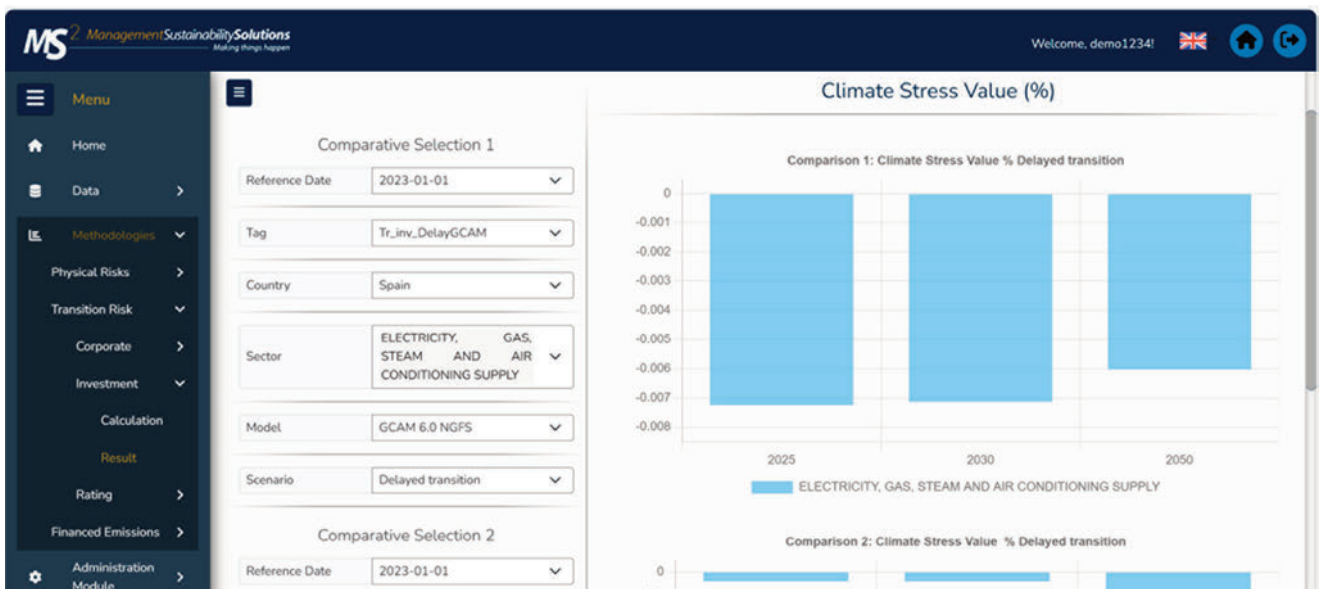 MS2 ManagementSustainabilitySolutions
Making things happen
Welcome, demo1234!
Menu
Home
Data
Methodologies
Physical Risks
Transition Risk
Corporate
Investment
Calculation
Result
Rating
Financed Emissions
Administration
Module
Comparative Selection 1
Reference Date 2023-01-01
Tag Tr_inv_DelayGCAM
Country Spain
Sector
ELECTRICITY, GAS,
STEAM AND AIR
CONDITIONING SUPPLY
Model GCAM 6.0 NGFS
Scenario Delayed transition
Comparative Selection 2
Reference Date 2023-01-01
Climate Stress Value (%)
Comparison 1: Climate Stress Value % Delayed transition
0
-0.001
-0.002
-0.003
-0.004
-0.005
-0.006
-0.007
-0.008
2025 2030 2050
ELECTRICITY, GAS, STEAM AND AIR CONDITIONING SUPPLY
Comparison 2: Climate Stress Value % Delayed transition
0